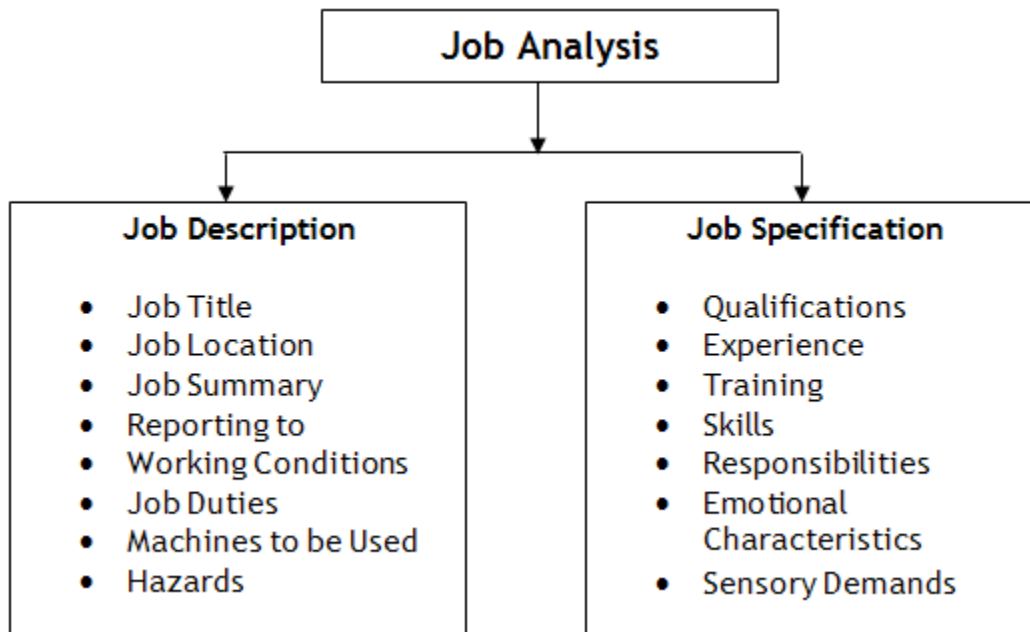 Job Analysis
Job Description
• Job Title
• Job Location
• Job Summary
• Reporting to
• Working Conditions
• Job Duties
• Machines to be Used
• Hazards
Job Specification
• Qualifications
• Experience
• Training
• Skills
• Responsibilities
• Emotional
Characteristics
• Sensory Demands